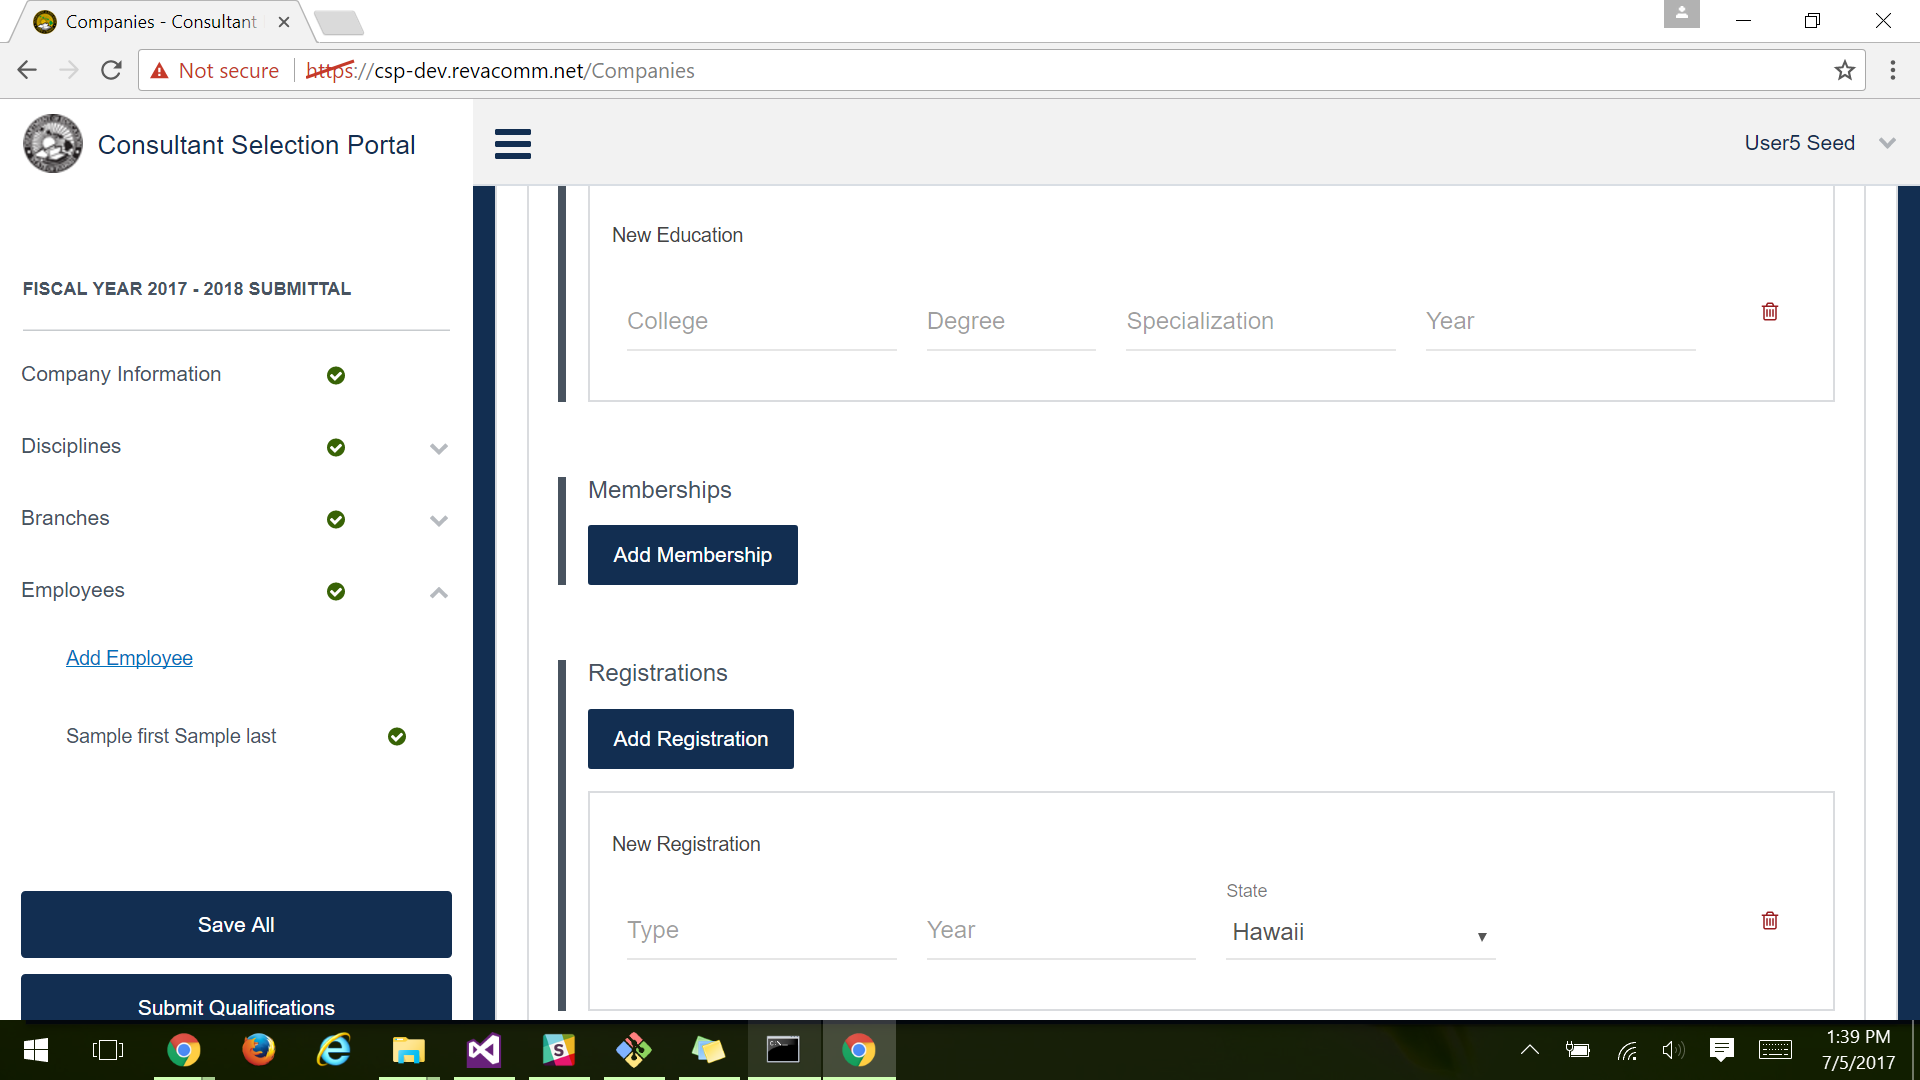 Companies - Consultant
Not secure https://csp-dev.revacomm.net/Companies
Consultant Selection Portal
User5 Seed
FISCAL YEAR 2017 - 2018 SUBMITTAL
Company Information
Disciplines
Branches
Employees
Add Employee
Sample first Sample last
Save All
Submit Qualifications
New Education
College Degree Specialization Year
Memberships
Add Membership
Registrations
Add Registration
New Registration
State
Type Year Hawaii
1:39 PM
7/5/2017